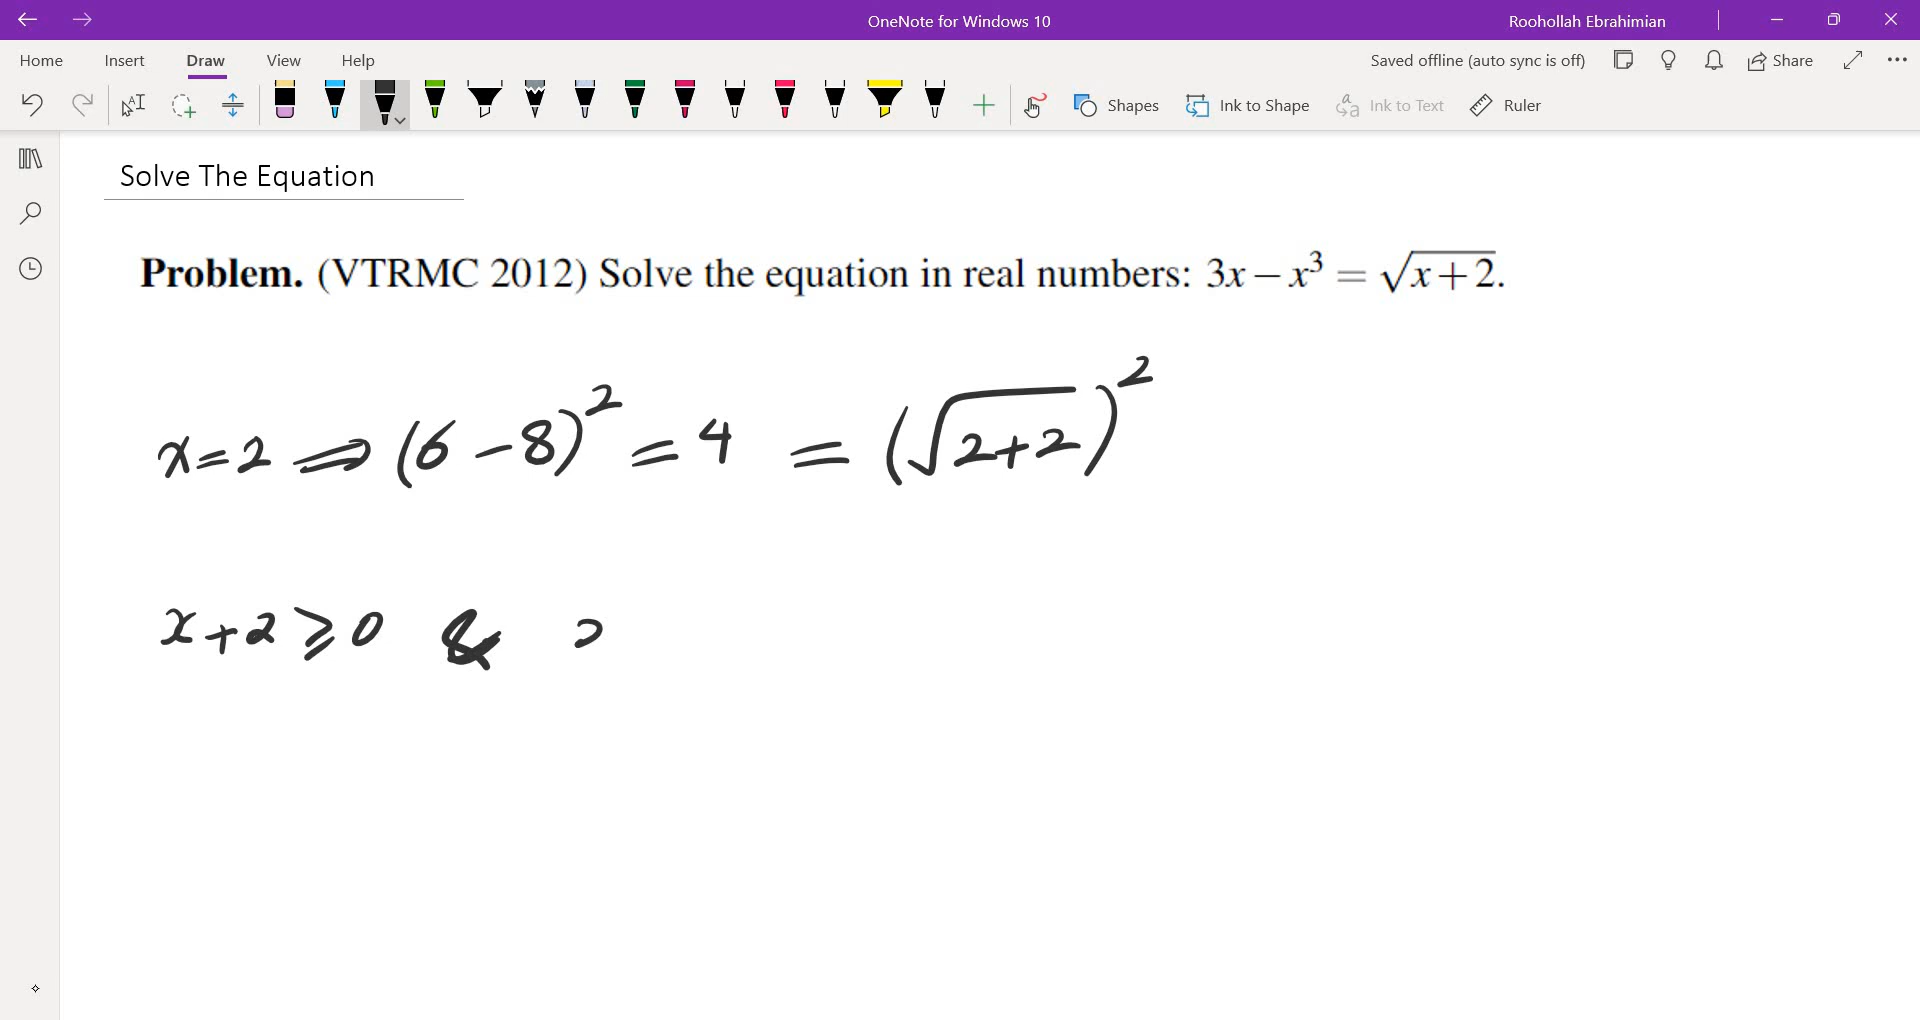 OneNote for Windows 10
Roohollah Ebrahimian
Home Insert Draw View Help
Saved offline (auto sync is off) Share
Shapes Ink to Shape Ink to Text Ruler
Solve The Equation
Problem. (VTRMC 2012) Solve the equation in real numbers: 3x − x³ = √(x+2).
x=2 ⟹ (6−8)² = 4 = (√(2+2))²
x+2 ⩾ 0 &